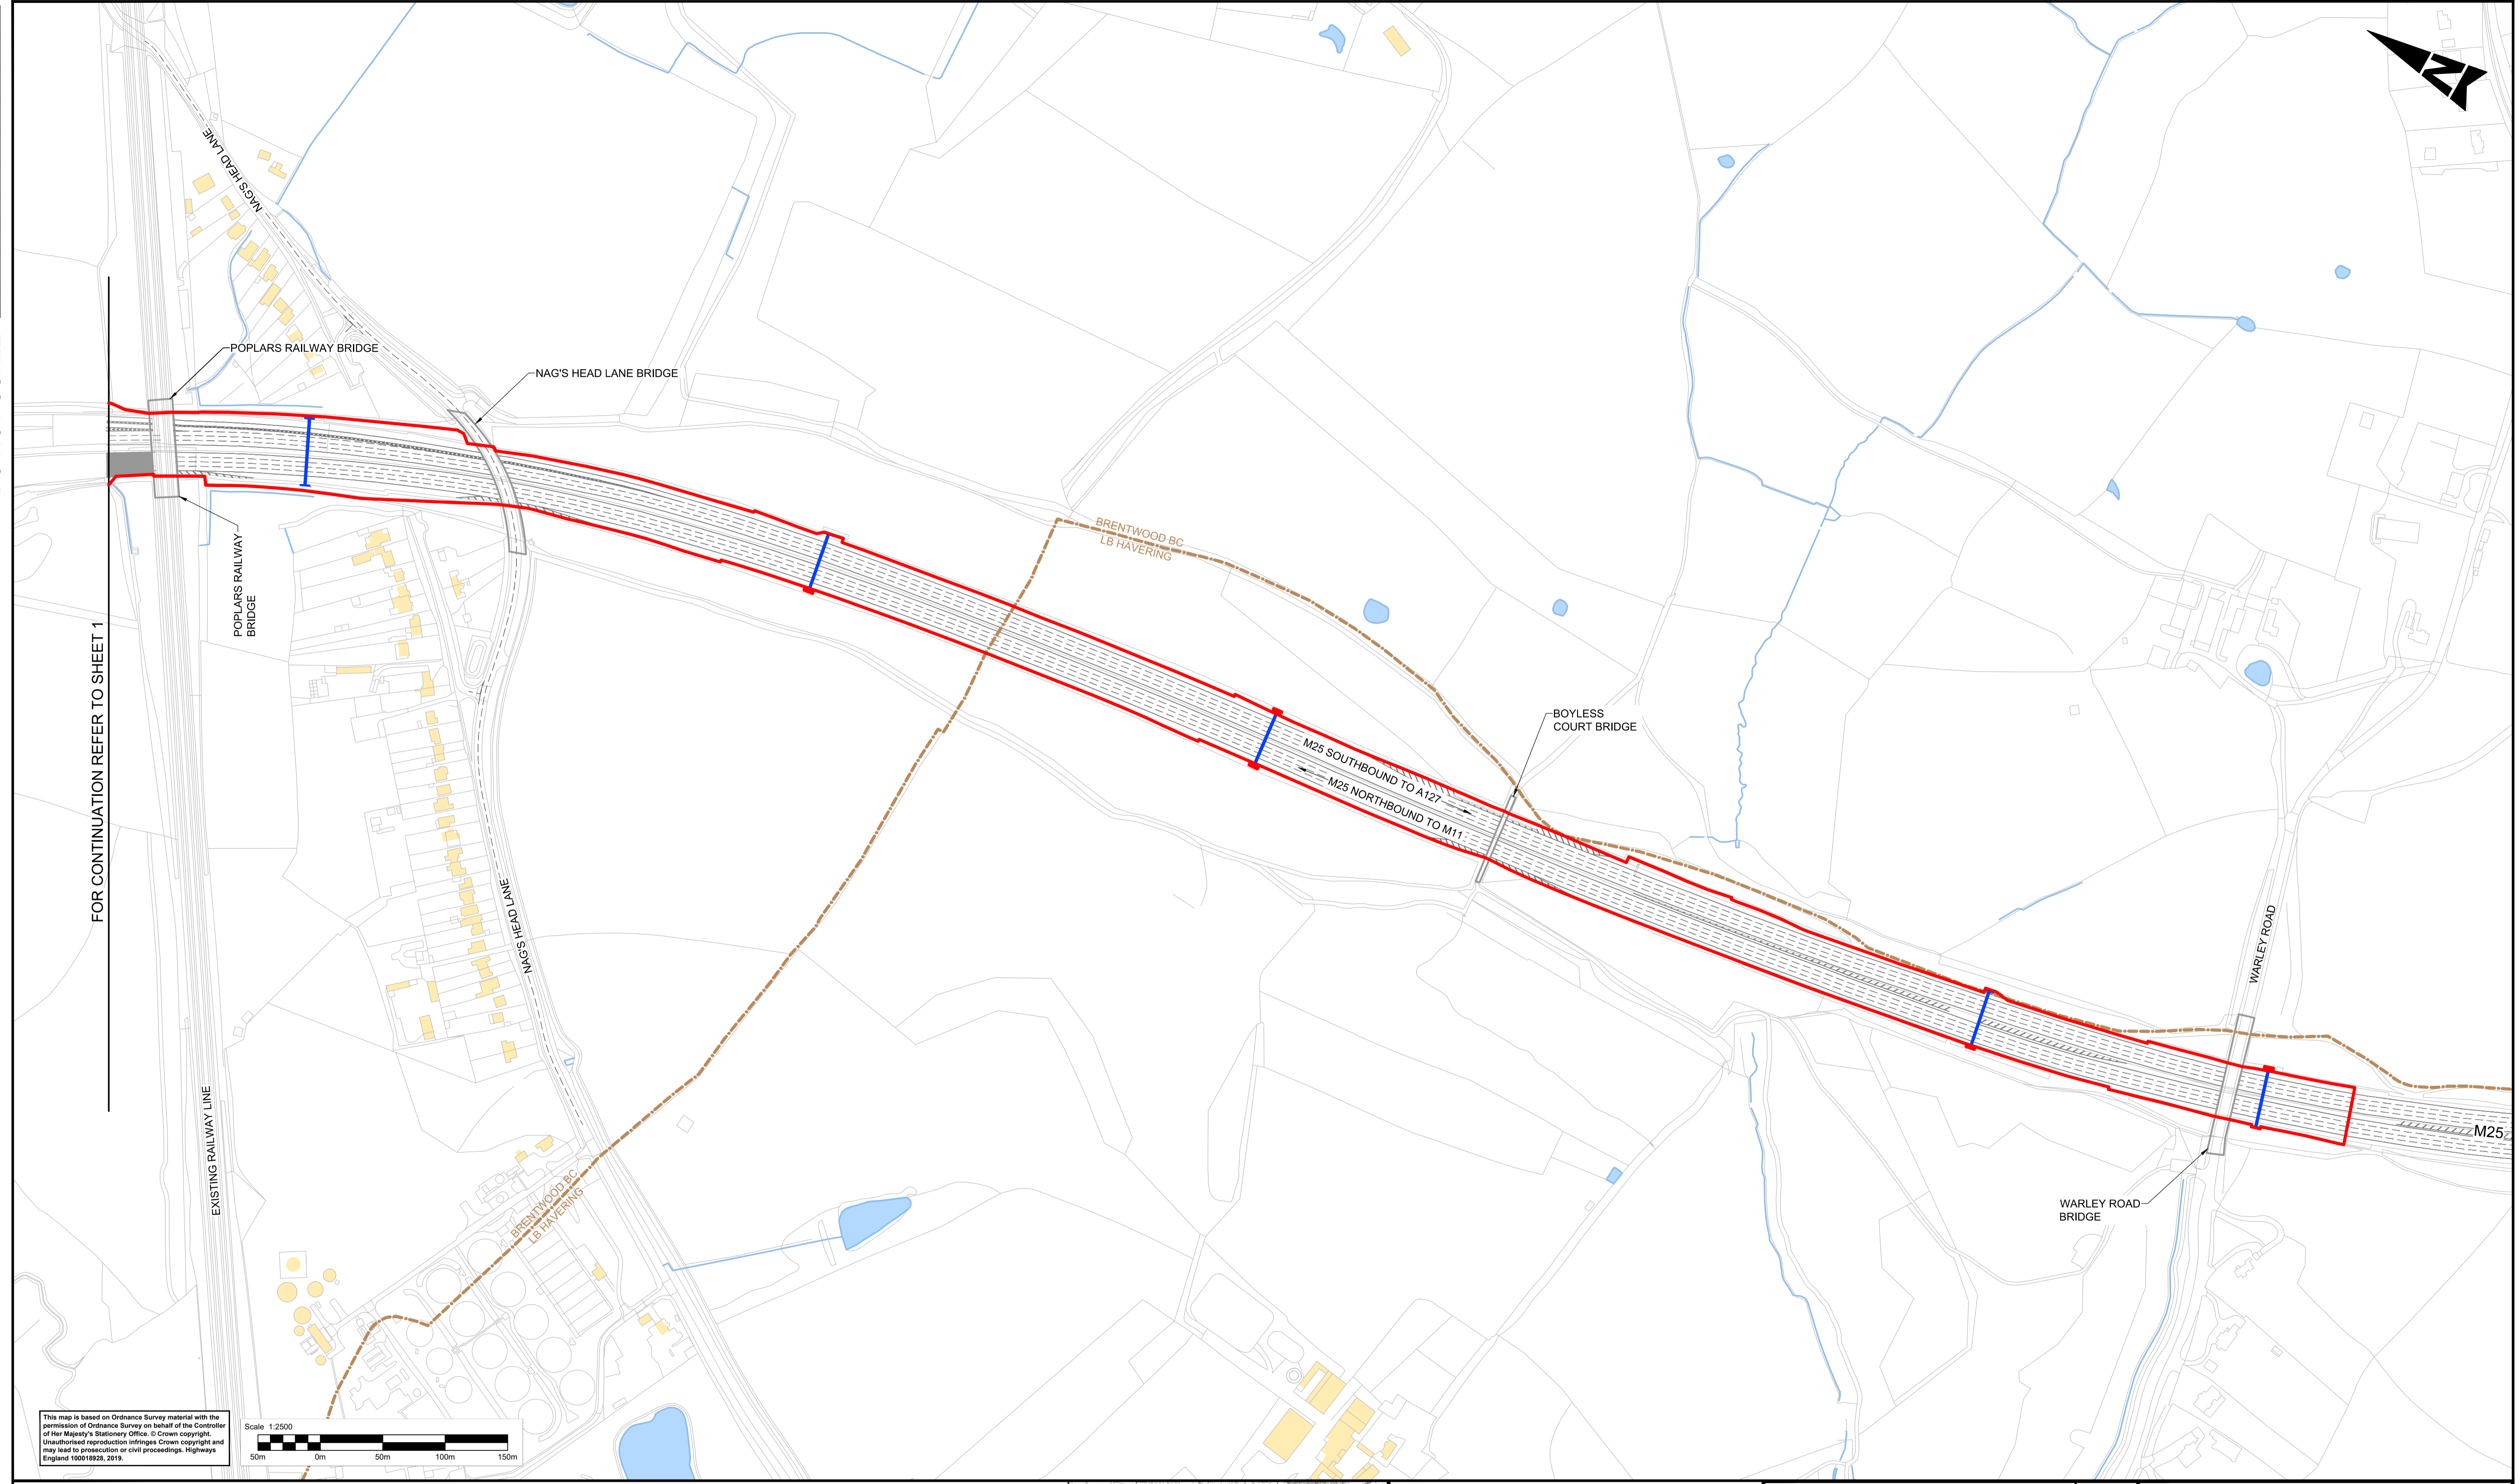 NAG'S HEAD LANE
N
POPLARS RAILWAY BRIDGE
NAG'S HEAD LANE BRIDGE
POPLARS RAILWAY
BRIDGE
FOR CONTINUATION REFER TO SHEET 1
BRENTWOOD BC
LB HAVERING
BOYLESS
COURT BRIDGE
M25 SOUTHBOUND TO A127
M25 NORTHBOUND TO M11
NAG'S HEAD LANE
WARLEY ROAD
M25
EXISTING RAILWAY LINE
BRENTWOOD BC
LB HAVERING
WARLEY ROAD
BRIDGE
This map is based on Ordnance Survey material with the
permission of Ordnance Survey on behalf of the Controller
of Her Majesty's Stationery Office. © Crown copyright.
Unauthorised reproduction infringes Crown copyright and
may lead to prosecution or civil proceedings. Highways
England 100018928, 2019.
Scale 1:2500
50m 0m 50m 100m 150m